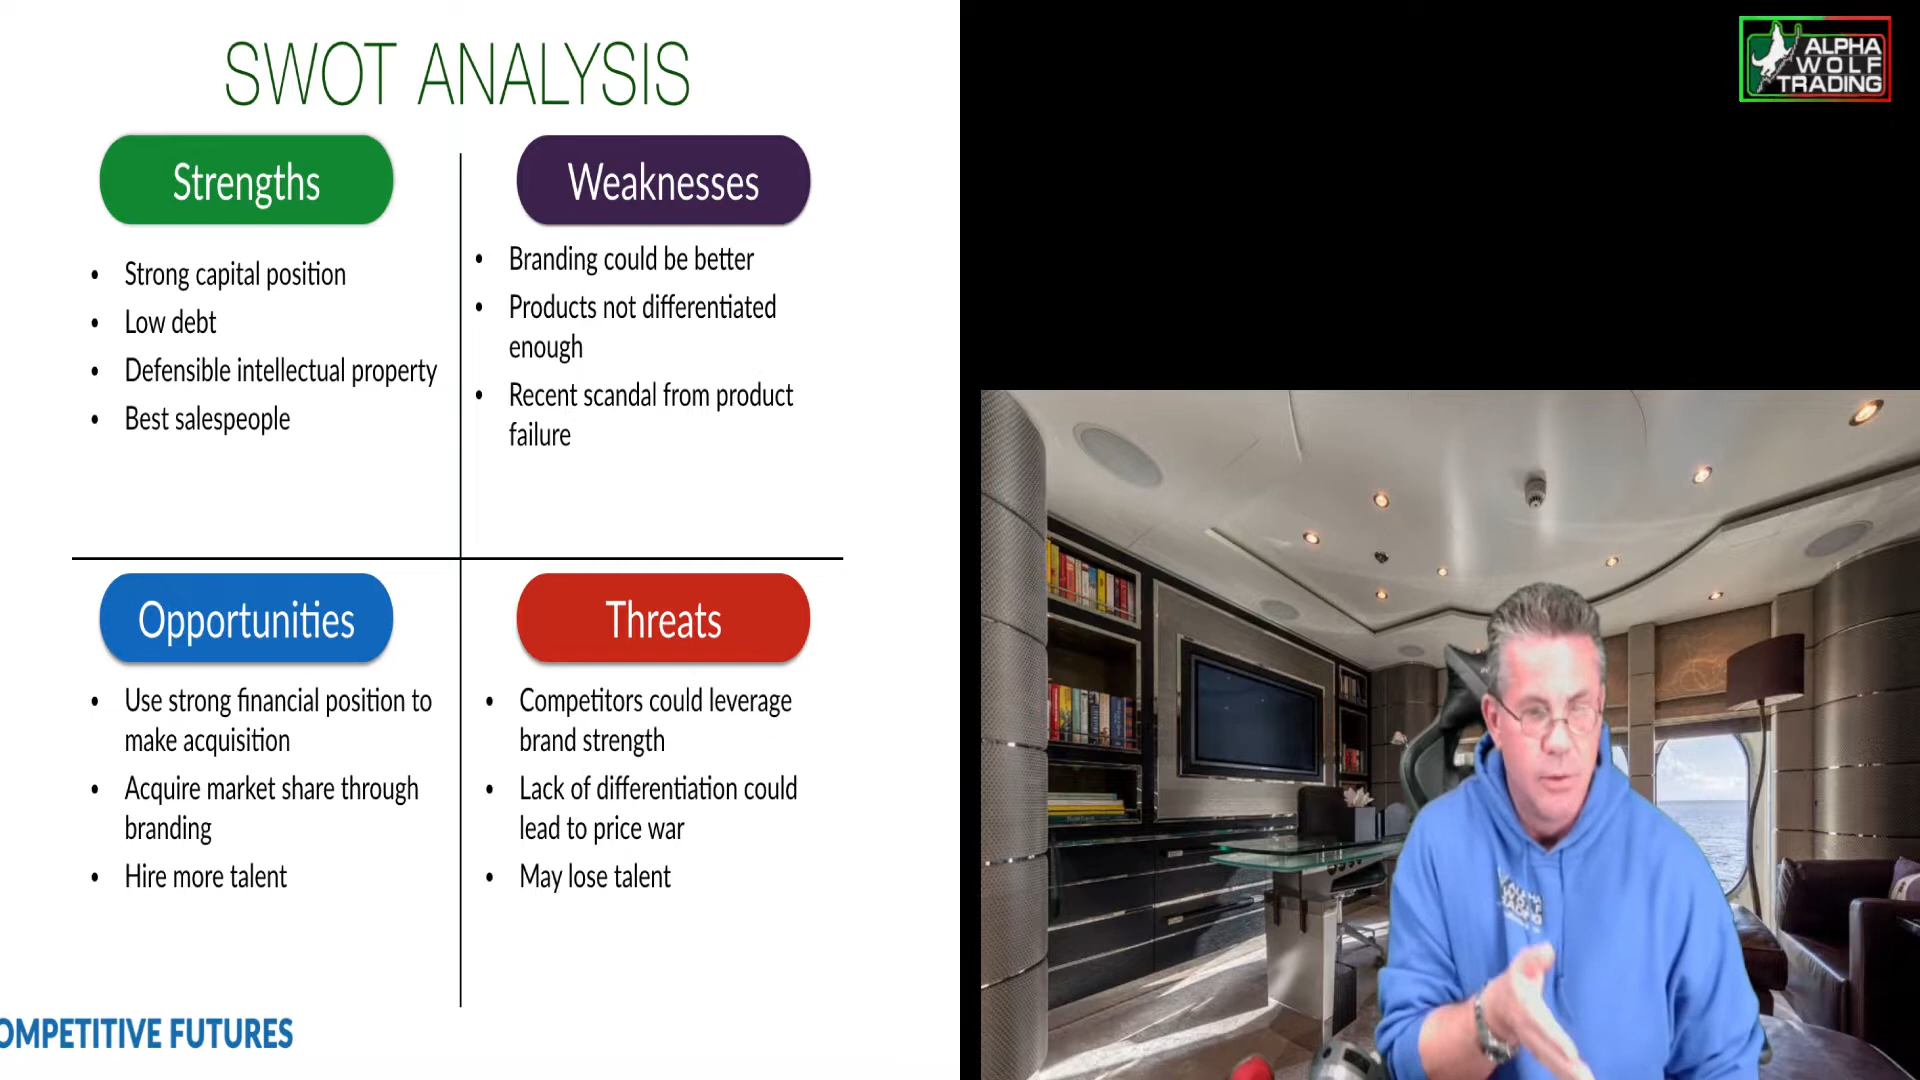 SWOT ANALYSIS
Strengths
• Strong capital position
• Low debt
• Defensible intellectual property
• Best salespeople
Weaknesses
• Branding could be better
• Products not differentiated
enough
• Recent scandal from product
failure
Opportunities
• Use strong financial position to
make acquisition
• Acquire market share through
branding
• Hire more talent
Threats
• Competitors could leverage
brand strength
• Lack of differentiation could
lead to price war
• May lose talent
OMPETITIVE FUTURES
ALPHA
WOLF
TRADING